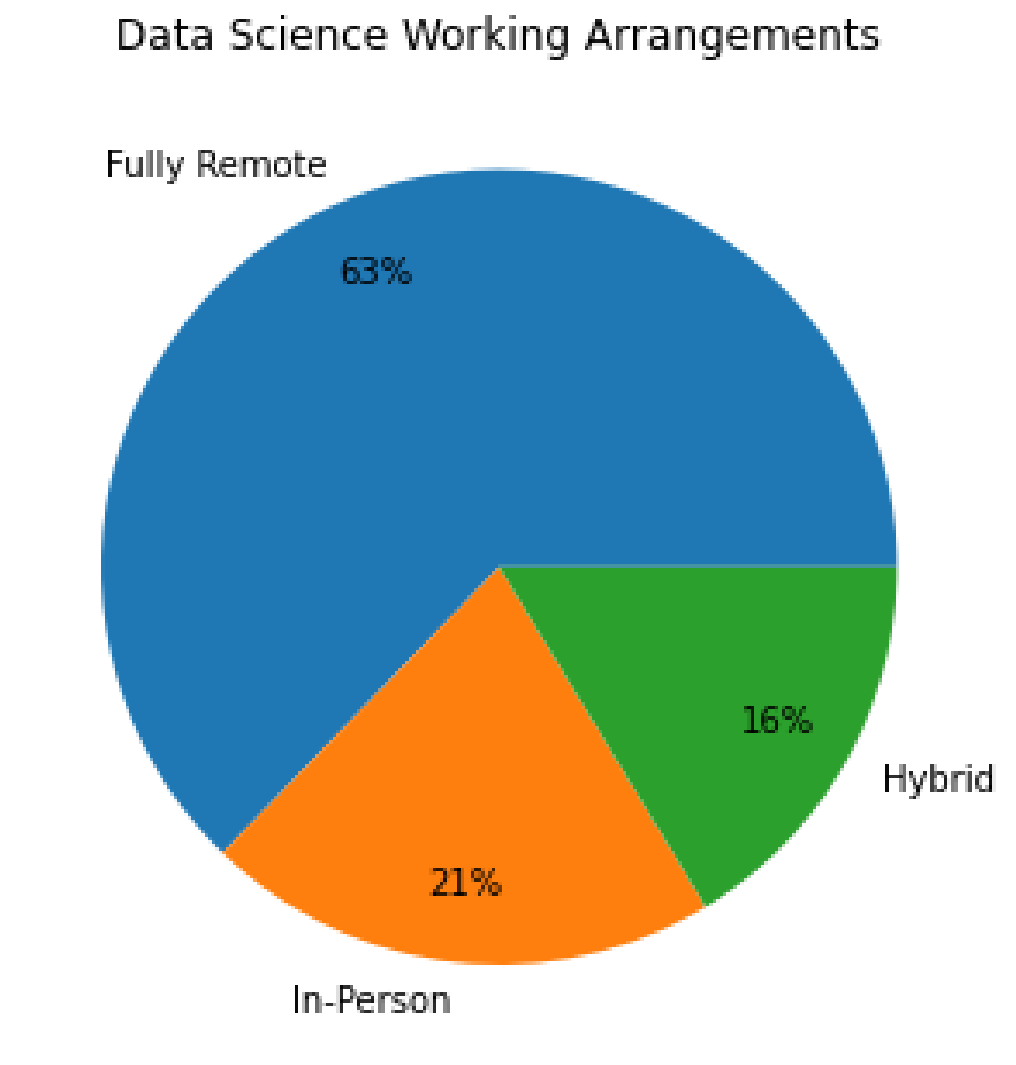 Data Science Working Arrangements
Fully Remote
63%
16%
Hybrid
21%
In-Person